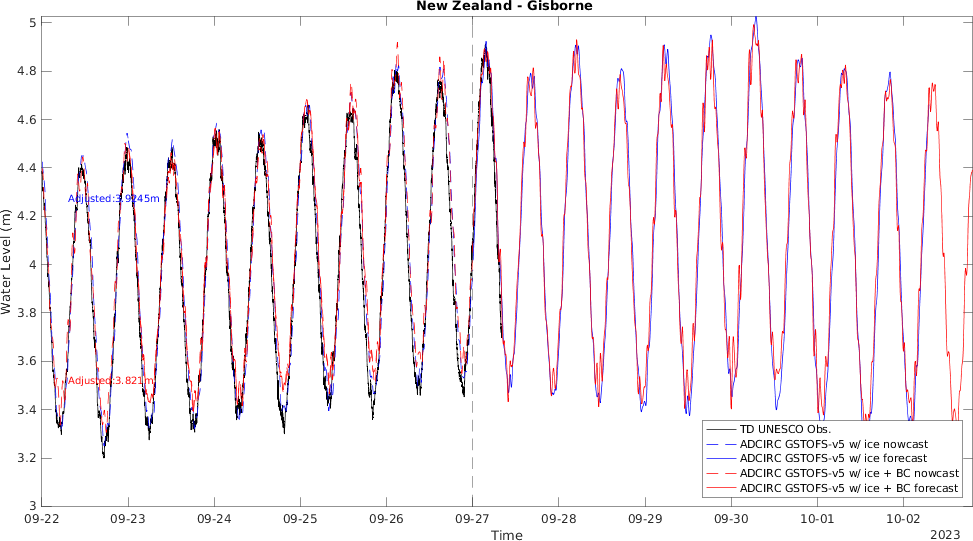 New Zealand - Gisborne
5
4.8
4.6
4.4
4.2
4
3.8
3.6
3.4
3.2
3
Water Level (m)
Adjusted:3.9245m
Adjusted:3.821m
TD UNESCO Obs.
ADCIRC GSTOFS-v5 w/ ice nowcast
ADCIRC GSTOFS-v5 w/ ice forecast
ADCIRC GSTOFS-v5 w/ ice + BC nowcast
ADCIRC GSTOFS-v5 w/ ice + BC forecast
09-22 09-23 09-24 09-25 09-26 09-27 09-28 09-29 09-30 10-01 10-02
Time
2023